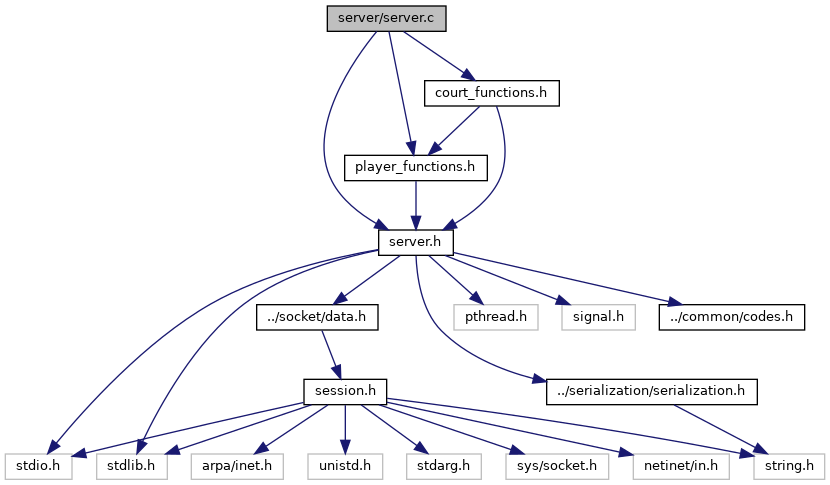 server/server.c
court_functions.h
player_functions.h
server.h
../socket/data.h
pthread.h
signal.h
../common/codes.h
session.h
../serialization/serialization.h
stdio.h
stdlib.h
arpa/inet.h
unistd.h
stdarg.h
sys/socket.h
netinet/in.h
string.h